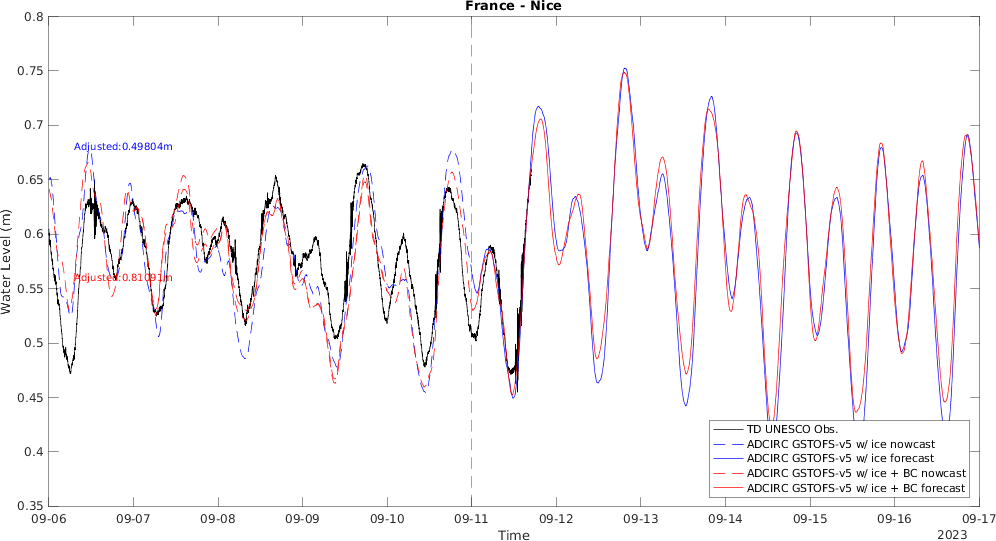 France - Nice
0.8
0.75
0.7
0.65
0.6
0.55
0.5
0.45
0.4
0.35
Water Level (m)
Adjusted:0.49804m
Adjusted:0.81091m
TD UNESCO Obs.
ADCIRC GSTOFS-v5 w/ ice nowcast
ADCIRC GSTOFS-v5 w/ ice forecast
ADCIRC GSTOFS-v5 w/ ice + BC nowcast
ADCIRC GSTOFS-v5 w/ ice + BC forecast
09-06 09-07 09-08 09-09 09-10 09-11 09-12 09-13 09-14 09-15 09-16 09-17
Time
2023